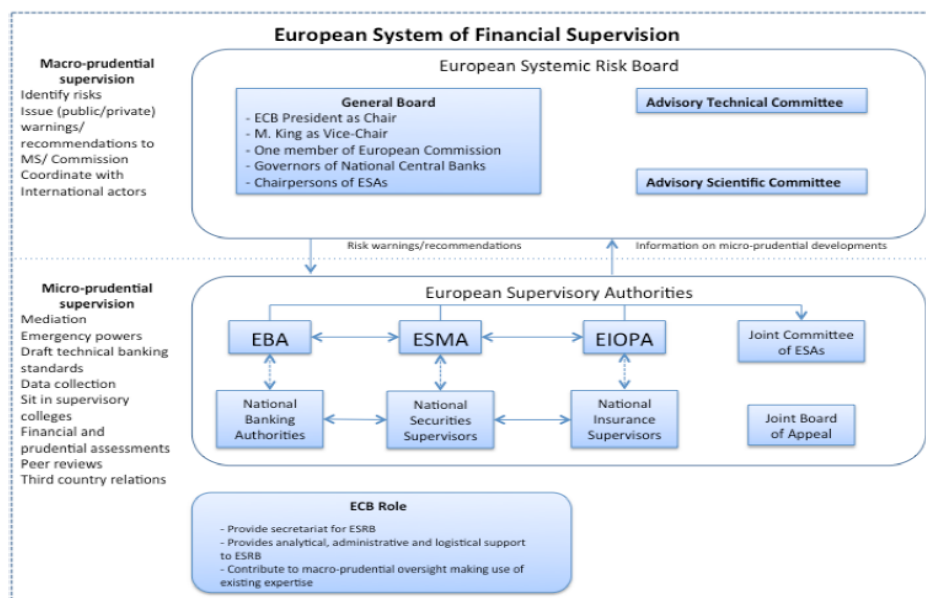 European System of Financial Supervision
Macro-prudential
supervision
Identify risks
Issue (public/private)
warnings/
recommendations to
MS/ Commission
Coordinate with
International actors
European Systemic Risk Board
General Board
- ECB President as Chair
- M. King as Vice-Chair
- One member of European Commission
- Governors of National Central Banks
- Chairpersons of ESAs
Advisory Technical Committee
Advisory Scientific Committee
Risk warnings/recommendations
Information on micro-prudential developments
Micro-prudential
supervision
Mediation
Emergency powers
Draft technical banking
standards
Data collection
Sit in supervisory
colleges
Financial and
prudential assessments
Peer reviews
Third country relations
European Supervisory Authorities
EBA
ESMA
EIOPA
Joint Committee
of ESAs
National
Banking
Authorities
National
Securities
Supervisors
National
Insurance
Supervisors
Joint Board
of Appeal
ECB Role
- Provide secretariat for ESRB
- Provides analytical, administrative and logistical support
to ESRB
- Contribute to macro-prudential oversight making use of
existing expertise